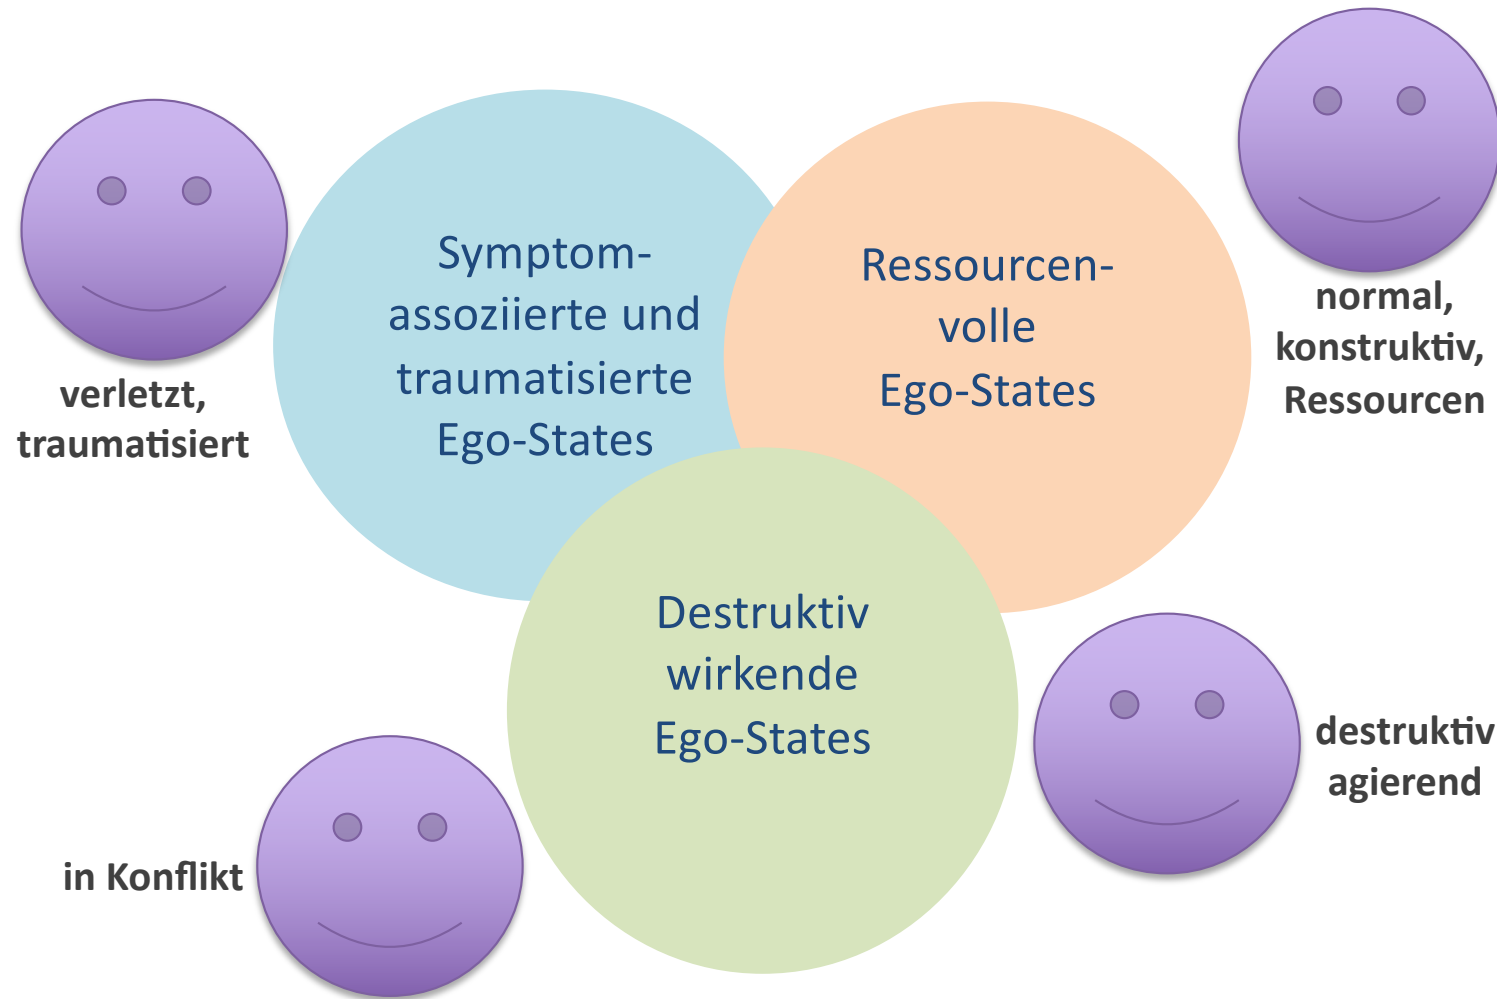 Symptom-
assoziierte und
traumatisierte
Ego-States
Ressourcen-
volle
Ego-States
normal,
konstruktiv,
Ressourcen
verletzt,
traumatisiert
Destruktiv
wirkende
Ego-States
destruktiv
agierend
in Konflikt